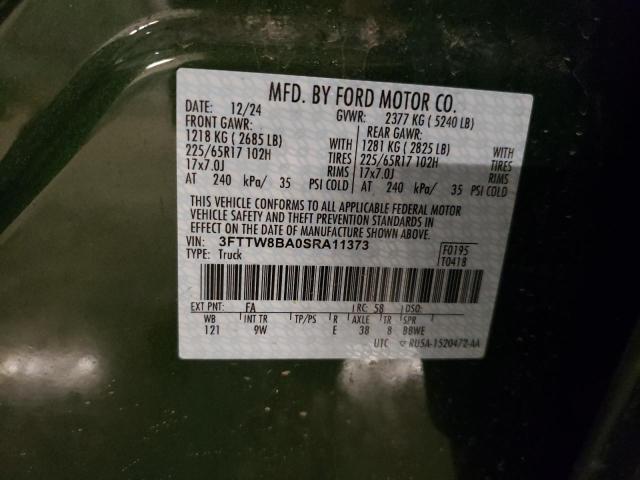 MFD. BY FORD MOTOR CO.
DATE: 12/24 GVWR: 2377 KG ( 5240 LB)
FRONT GAWR: REAR GAWR:
1218 KG ( 2685 LB) 1281 KG ( 2825 LB)
225/65R17 102H TIRES 225/65R17 102H TIRES
17x7.0J RIMS 17x7.0J RIMS
AT 240 kPa/ 35 PSI COLD AT 240 kPa/ 35 PSI COLD
THIS VEHICLE CONFORMS TO ALL APPLICABLE FEDERAL MOTOR
VEHICLE SAFETY AND THEFT PREVENTION STANDARDS IN
EFFECT ON THE DATE OF MANUFACTURE SHOWN ABOVE.
VIN: 3FTTW8BA0SRA11373 F0195
TYPE: Truck T0418
EXT PNT: FA RC: 58 DSO:
WB INT TR TP/PS R AXLE TR SPR
121 9W E 38 8 BBWE
UTC ▽ RU5A-1520472-AA